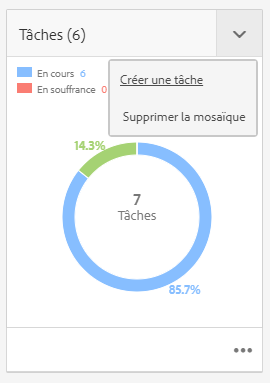 Tâches (6)
En cours 6
En souffrance 0
Créer une tâche
Supprimer la mosaïque
14.3%
7
Tâches
85.7%